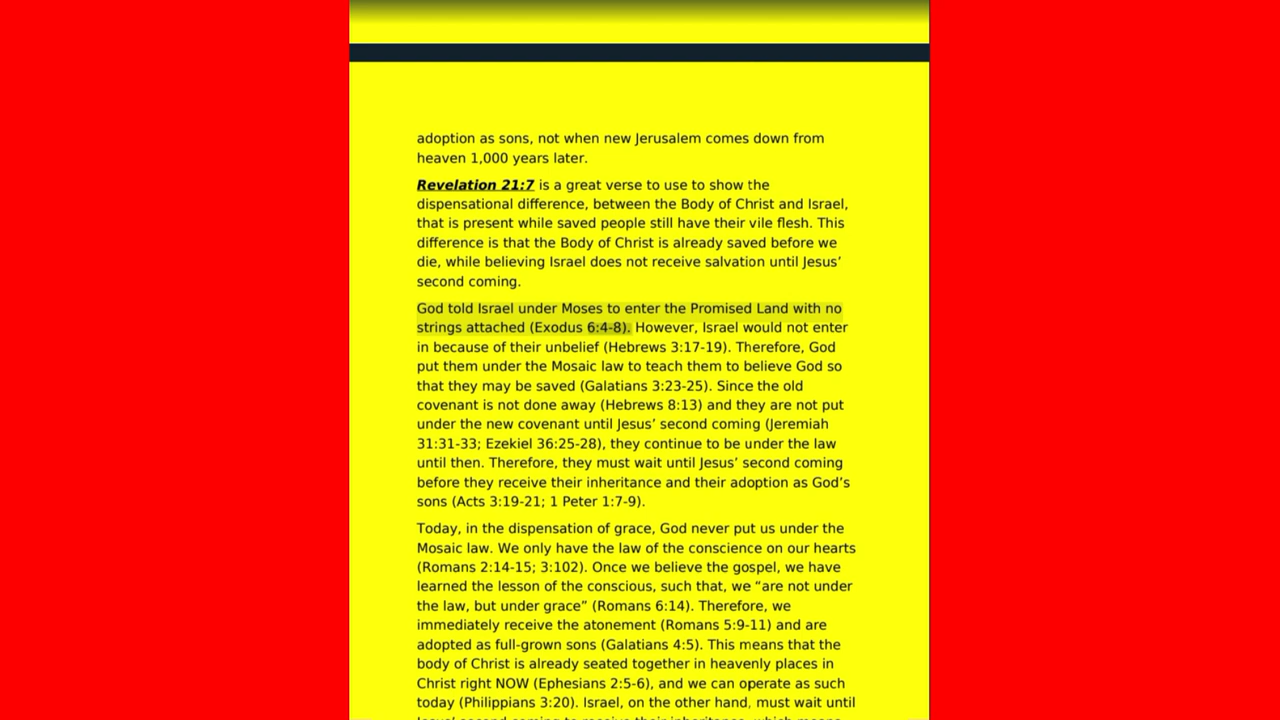 adoption as sons, not when new Jerusalem comes down from
heaven 1,000 years later.
Revelation 21:7 is a great verse to use to show the
dispensational difference, between the Body of Christ and Israel,
that is present while saved people still have their vile flesh. This
difference is that the Body of Christ is already saved before we
die, while believing Israel does not receive salvation until Jesus’
second coming.
God told Israel under Moses to enter the Promised Land with no
strings attached (Exodus 6:4-8). However, Israel would not enter
in because of their unbelief (Hebrews 3:17-19). Therefore, God
put them under the Mosaic law to teach them to believe God so
that they may be saved (Galatians 3:23-25). Since the old
covenant is not done away (Hebrews 8:13) and they are not put
under the new covenant until Jesus’ second coming (Jeremiah
31:31-33; Ezekiel 36:25-28), they continue to be under the law
until then. Therefore, they must wait until Jesus’ second coming
before they receive their inheritance and their adoption as God’s
sons (Acts 3:19-21; 1 Peter 1:7-9).
Today, in the dispensation of grace, God never put us under the
Mosaic law. We only have the law of the conscience on our hearts
(Romans 2:14-15; 3:102). Once we believe the gospel, we have
learned the lesson of the conscious, such that, we “are not under
the law, but under grace” (Romans 6:14). Therefore, we
immediately receive the atonement (Romans 5:9-11) and are
adopted as full-grown sons (Galatians 4:5). This means that the
body of Christ is already seated together in heavenly places in
Christ right NOW (Ephesians 2:5-6), and we can operate as such
today (Philippians 3:20). Israel, on the other hand, must wait until